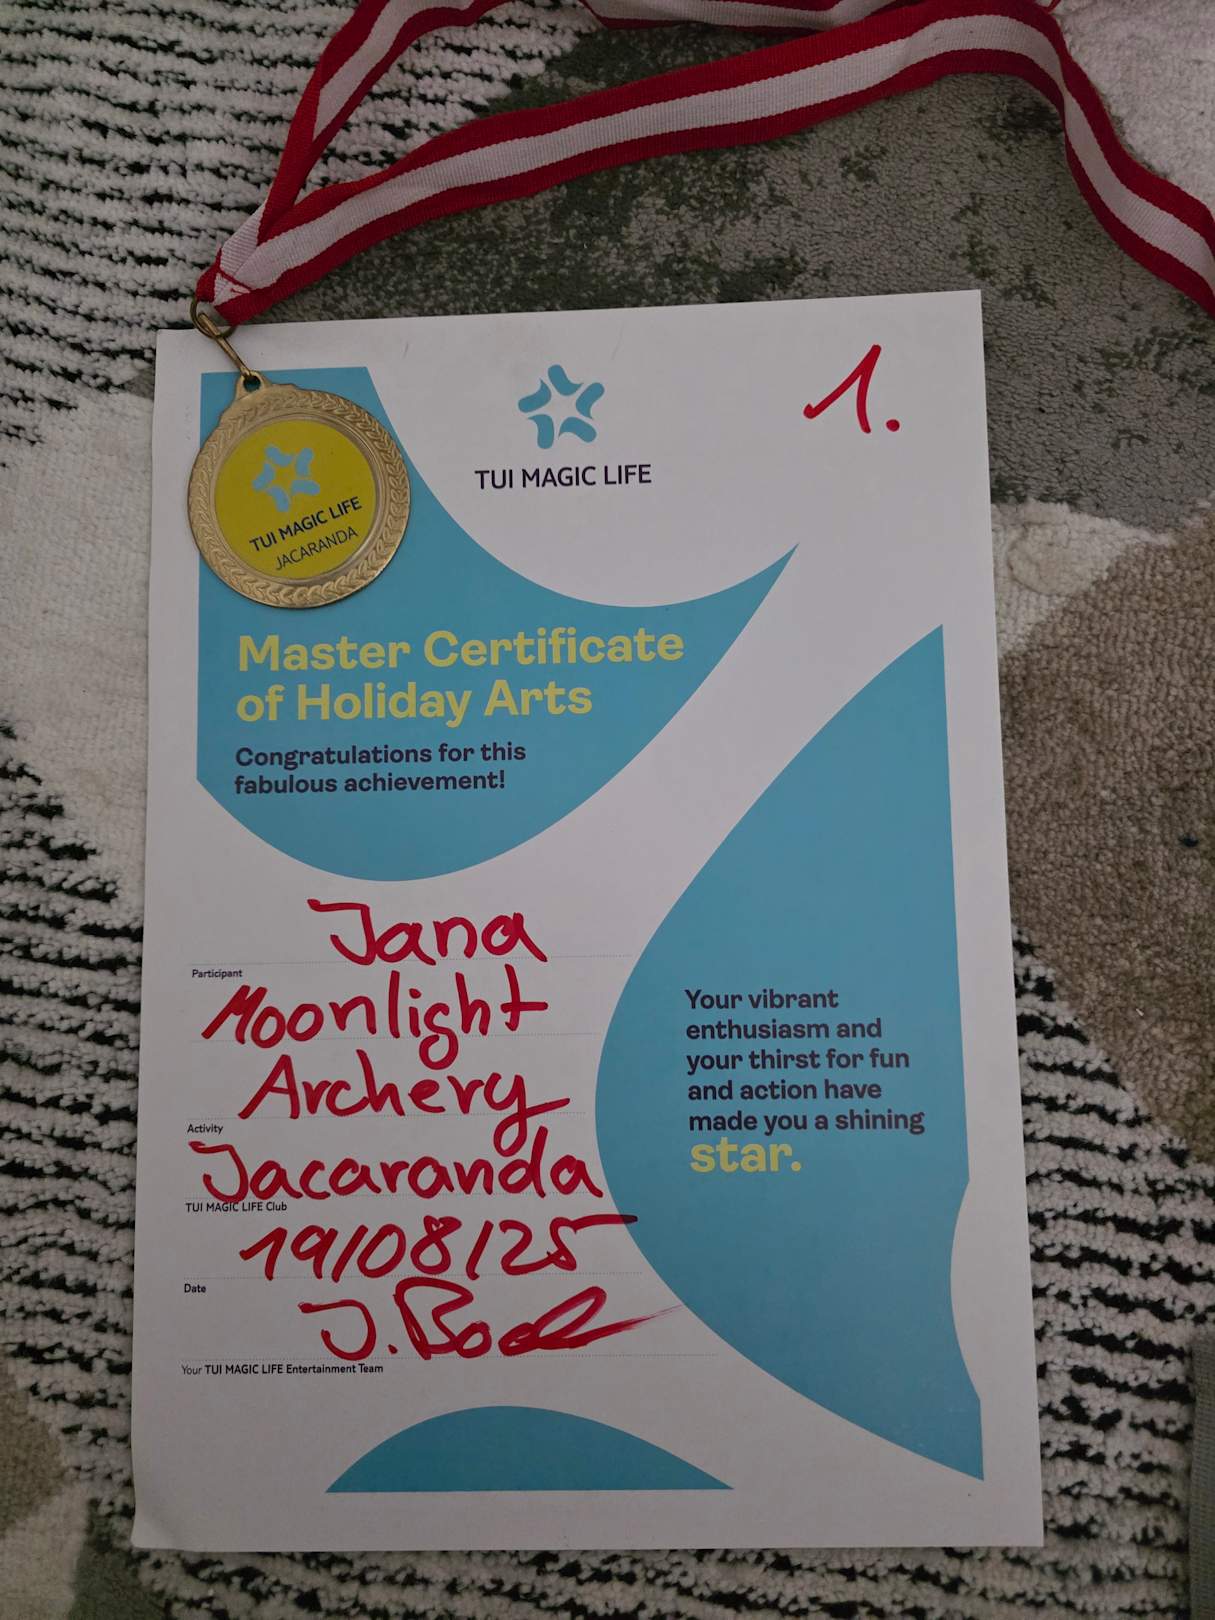 1.
TUI MAGIC LIFE
TUI MAGIC LIFE
JACARANDA
Master Certificate
of Holiday Arts
Congratulations for this
fabulous achievement!
Jana
Participant
Moonlight
Archery
Activity
Jacaranda
TUI MAGIC LIFE Club
19/08/25
Date
Your TUI MAGIC LIFE Entertainment Team
Your vibrant
enthusiasm and
your thirst for fun
and action have
made you a shining
star.